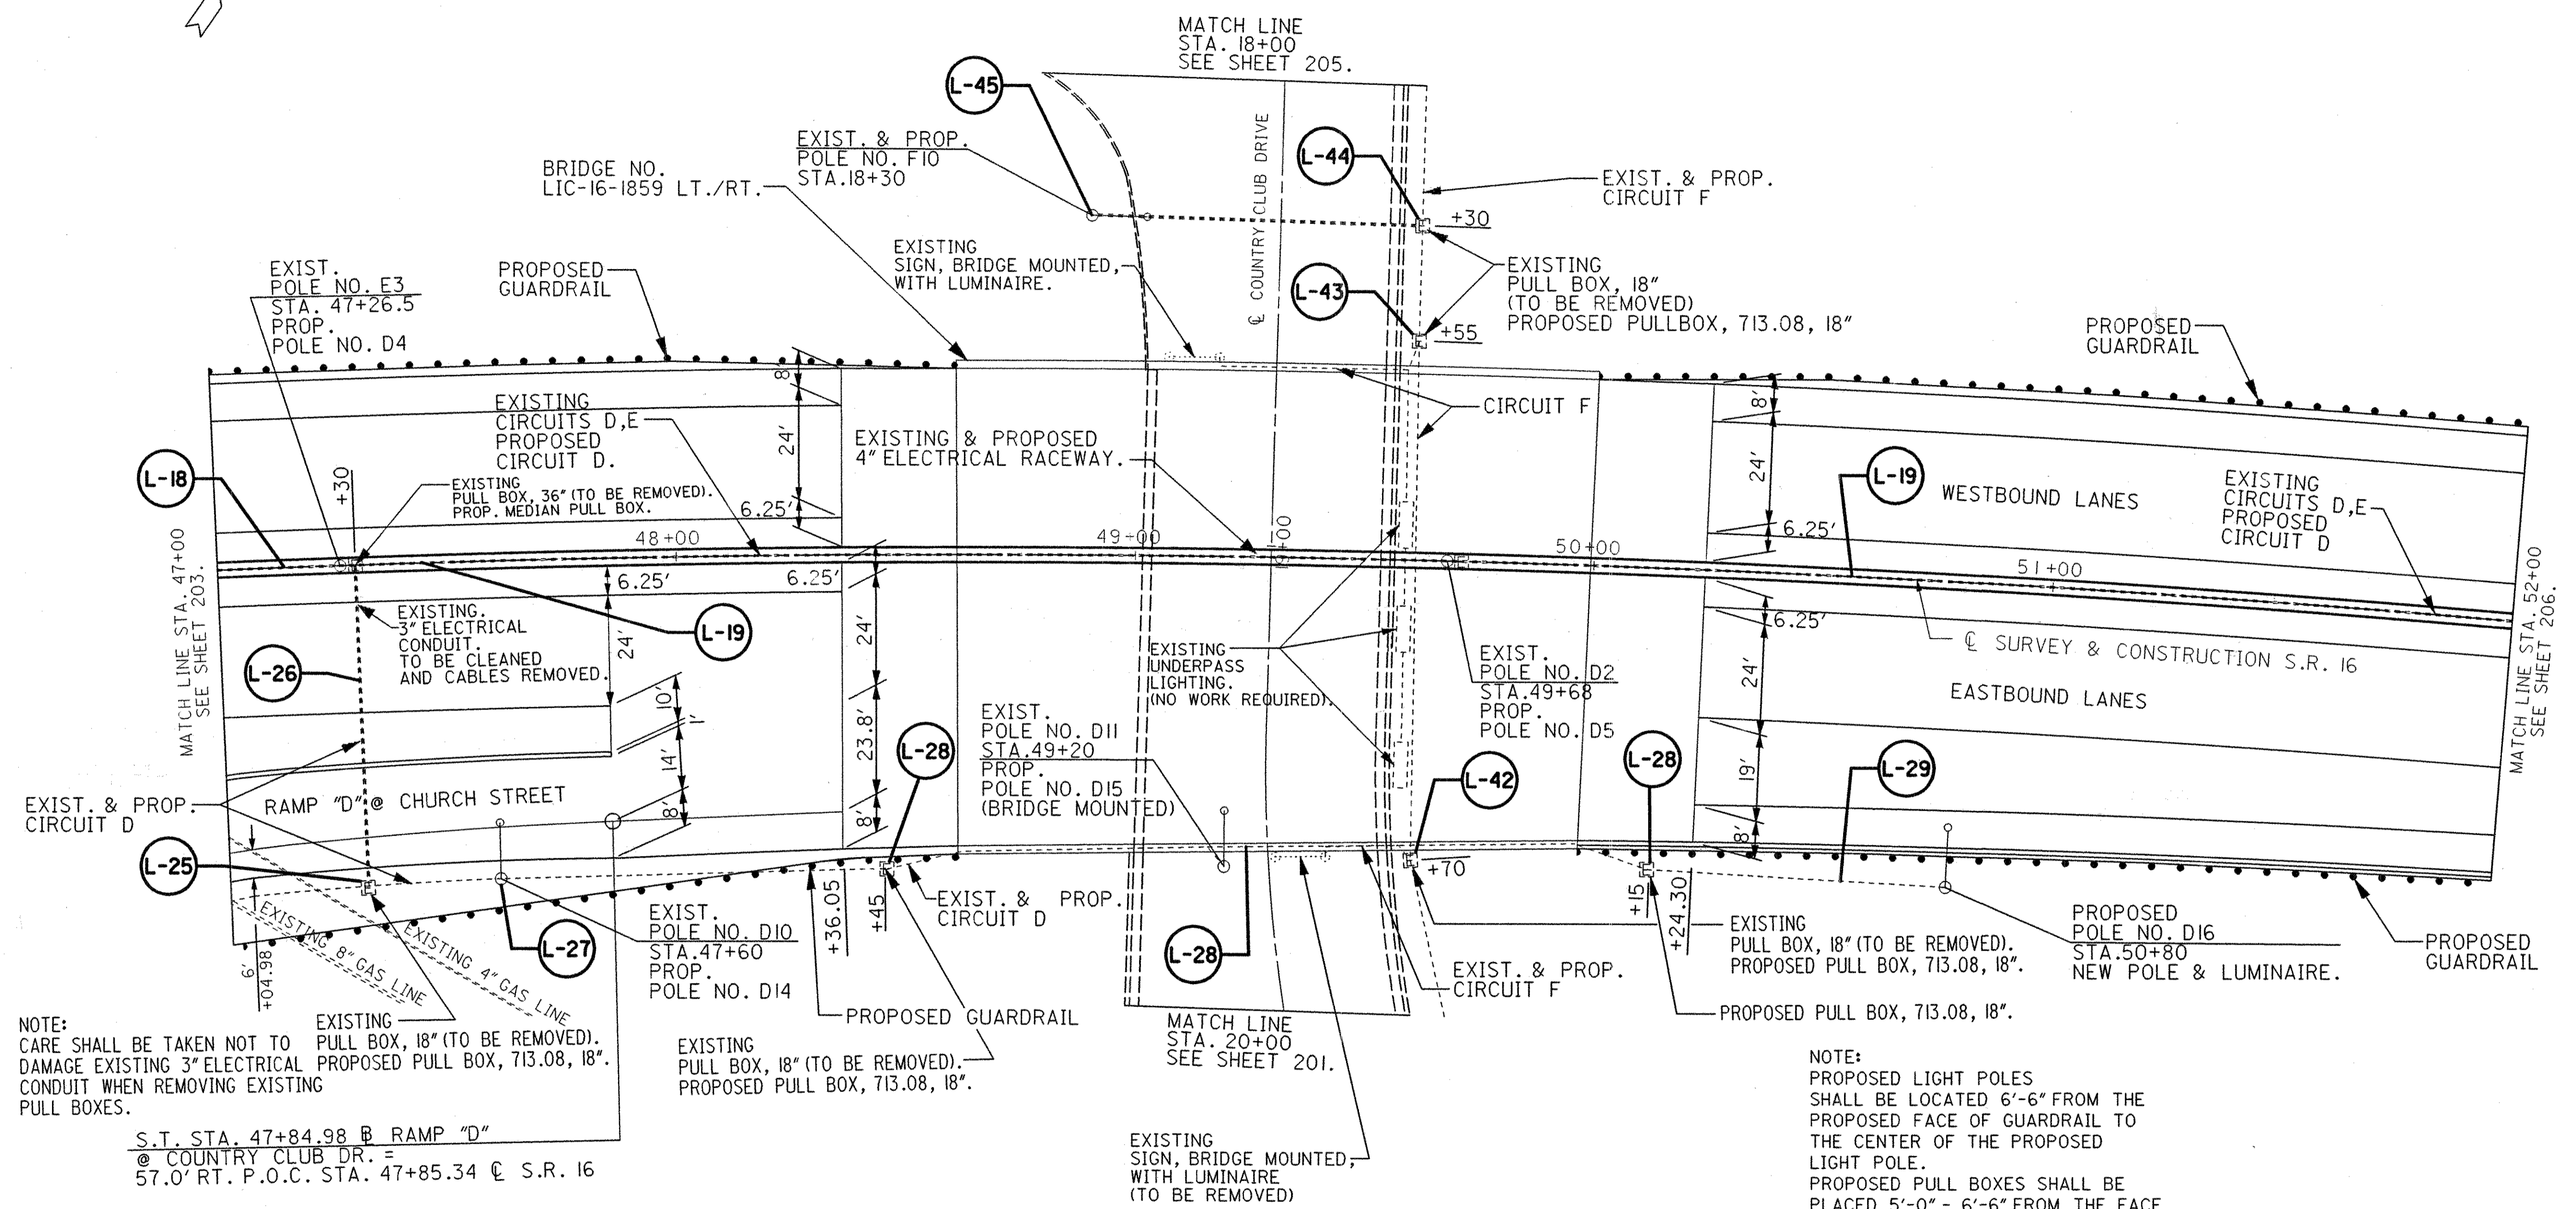 MATCH LINE
STA. 18+00
SEE SHEET 205.
L-45
EXIST. & PROP.
POLE NO. F10
STA.18+30
BRIDGE NO.
LIC-16-1859 LT./RT.
℄ COUNTRY CLUB DRIVE
L-44
EXIST. & PROP.
CIRCUIT F
+30
EXISTING
SIGN, BRIDGE MOUNTED,
WITH LUMINAIRE.
L-43
EXISTING
PULL BOX, 18"
(TO BE REMOVED)
PROPOSED PULLBOX, 713.08, 18"
+55
EXIST.
POLE NO. E3
STA. 47+26.5
PROP.
POLE NO. D4
PROPOSED
GUARDRAIL
PROPOSED
GUARDRAIL
8'
24'
6.25'
EXISTING
CIRCUITS D,E
PROPOSED
CIRCUIT D.
EXISTING & PROPOSED
4" ELECTRICAL RACEWAY.
CIRCUIT F
8'
24'
6.25'
L-18
+30
EXISTING
PULL BOX, 36" (TO BE REMOVED).
PROP. MEDIAN PULL BOX.
L-19
WESTBOUND LANES
EXISTING
CIRCUITS D,E
PROPOSED
CIRCUIT D
MATCH LINE STA. 47+00
SEE SHEET 203.
48+00
49+00
19+00
50+00
51+00
MATCH LINE STA. 52+00
SEE SHEET 206.
6.25'
6.25'
6.25'
EXISTING.
3" ELECTRICAL
CONDUIT.
TO BE CLEANED
AND CABLES REMOVED.
L-19
L-26
24'
10'
1'
14'
8'
24'
23.8'
8'
EXISTING
UNDERPASS
LIGHTING.
(NO WORK REQUIRED).
EXIST.
POLE NO. D2
STA.49+68
PROP.
POLE NO. D5
℄ SURVEY & CONSTRUCTION S.R. 16
EASTBOUND LANES
24'
19'
8'
EXIST.
POLE NO. D11
STA.49+20
PROP.
POLE NO. D15
(BRIDGE MOUNTED)
L-28
L-42
L-28
L-29
EXIST. & PROP.
CIRCUIT D
RAMP "D" @ CHURCH STREET
L-25
6'
+04.98
EXISTING 8" GAS LINE
EXISTING 4" GAS LINE
L-27
EXIST.
POLE NO. D10
STA.47+60
PROP.
POLE NO. D14
+36.05
+45
EXIST. & PROP.
CIRCUIT D
L-28
+70
EXIST. & PROP.
CIRCUIT F
+15
+24.30
EXISTING
PULL BOX, 18" (TO BE REMOVED).
PROPOSED PULL BOX, 713.08, 18".
PROPOSED
POLE NO. D16
STA.50+80
NEW POLE & LUMINAIRE.
PROPOSED
GUARDRAIL
PROPOSED PULL BOX, 713.08, 18".
NOTE:
CARE SHALL BE TAKEN NOT TO
DAMAGE EXISTING 3" ELECTRICAL
CONDUIT WHEN REMOVING EXISTING
PULL BOXES.
EXISTING
PULL BOX, 18" (TO BE REMOVED).
PROPOSED PULL BOX, 713.08, 18".
PROPOSED GUARDRAIL
EXISTING
PULL BOX, 18" (TO BE REMOVED).
PROPOSED PULL BOX, 713.08, 18".
MATCH LINE
STA. 20+00
SEE SHEET 201.
S.T. STA. 47+84.98 B RAMP "D"
@ COUNTRY CLUB DR. =
57.0' RT. P.O.C. STA. 47+85.34 ℄ S.R. 16
EXISTING
SIGN, BRIDGE MOUNTED,
WITH LUMINAIRE
(TO BE REMOVED)
NOTE:
PROPOSED LIGHT POLES
SHALL BE LOCATED 6'-6" FROM THE
PROPOSED FACE OF GUARDRAIL TO
THE CENTER OF THE PROPOSED
LIGHT POLE.
PROPOSED PULL BOXES SHALL BE
PLACED 5'-0" - 6'-6" FROM THE FACE